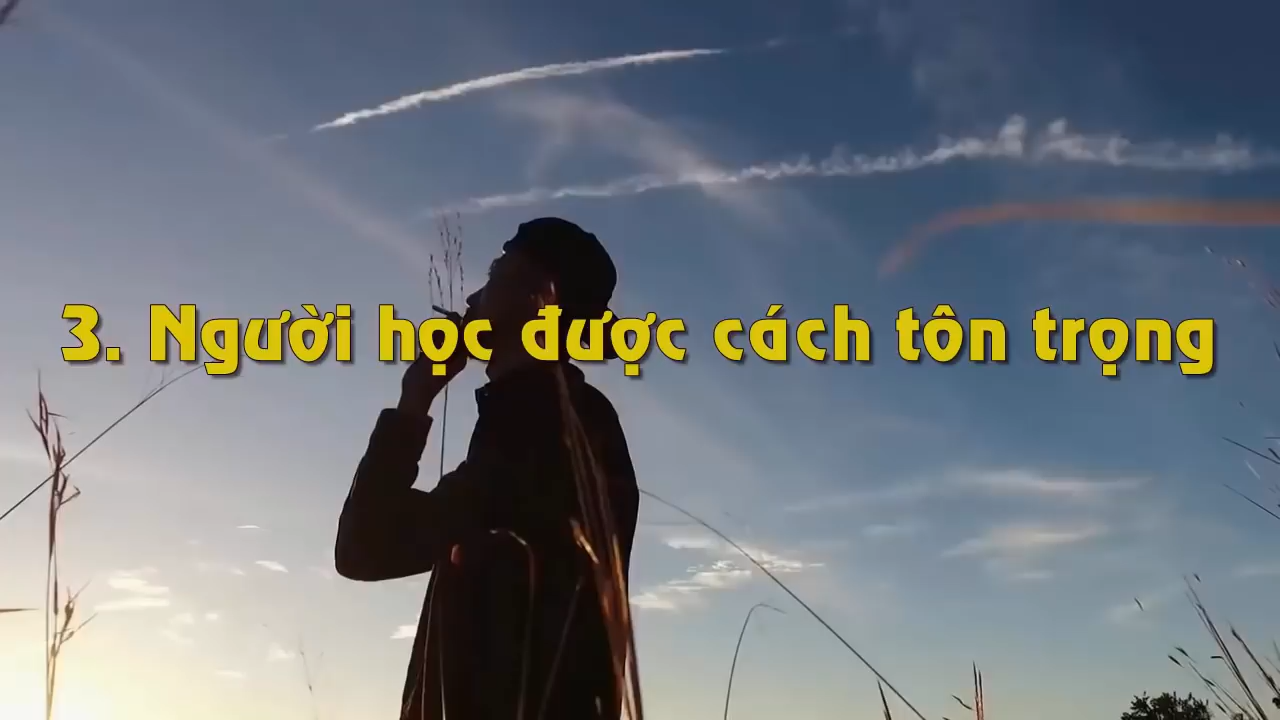 3. Người học được cách tôn trọng